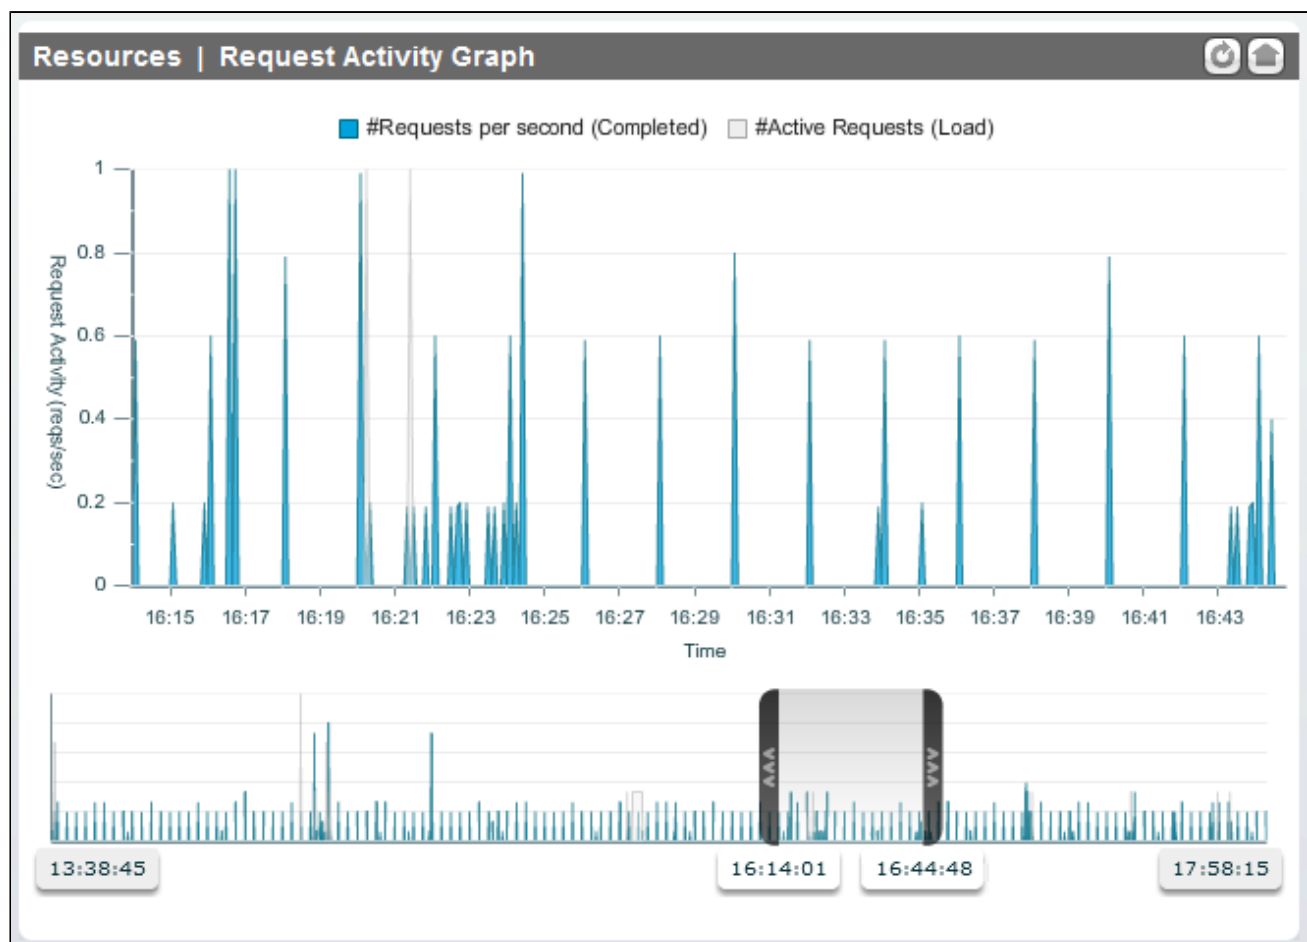 Resources | Request Activity Graph
#Requests per second (Completed) #Active Requests (Load)
1
0.8
0.6
0.4
0.2
0
Request Activity (reqs/sec)
16:15 16:17 16:19 16:21 16:23 16:25 16:27 16:29 16:31 16:33 16:35 16:37 16:39 16:41 16:43
Time
13:38:45 16:14:01 16:44:48 17:58:15